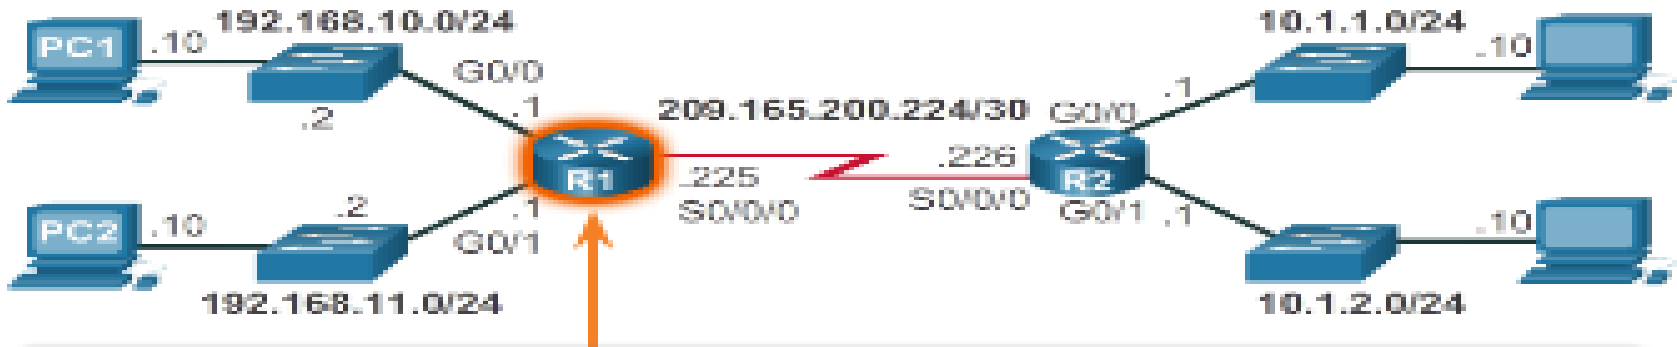 192.168.10.0/24
10.1.1.0/24
PC1
.10
.10
G0/0
.1
.2
209.165.200.224/30
G0/0
.1
R1
.225
S0/0/0
.226
S0/0/0
R2
G0/1
.1
PC2
.10
.2
.1
G0/1
.10
192.168.11.0/24
10.1.2.0/24